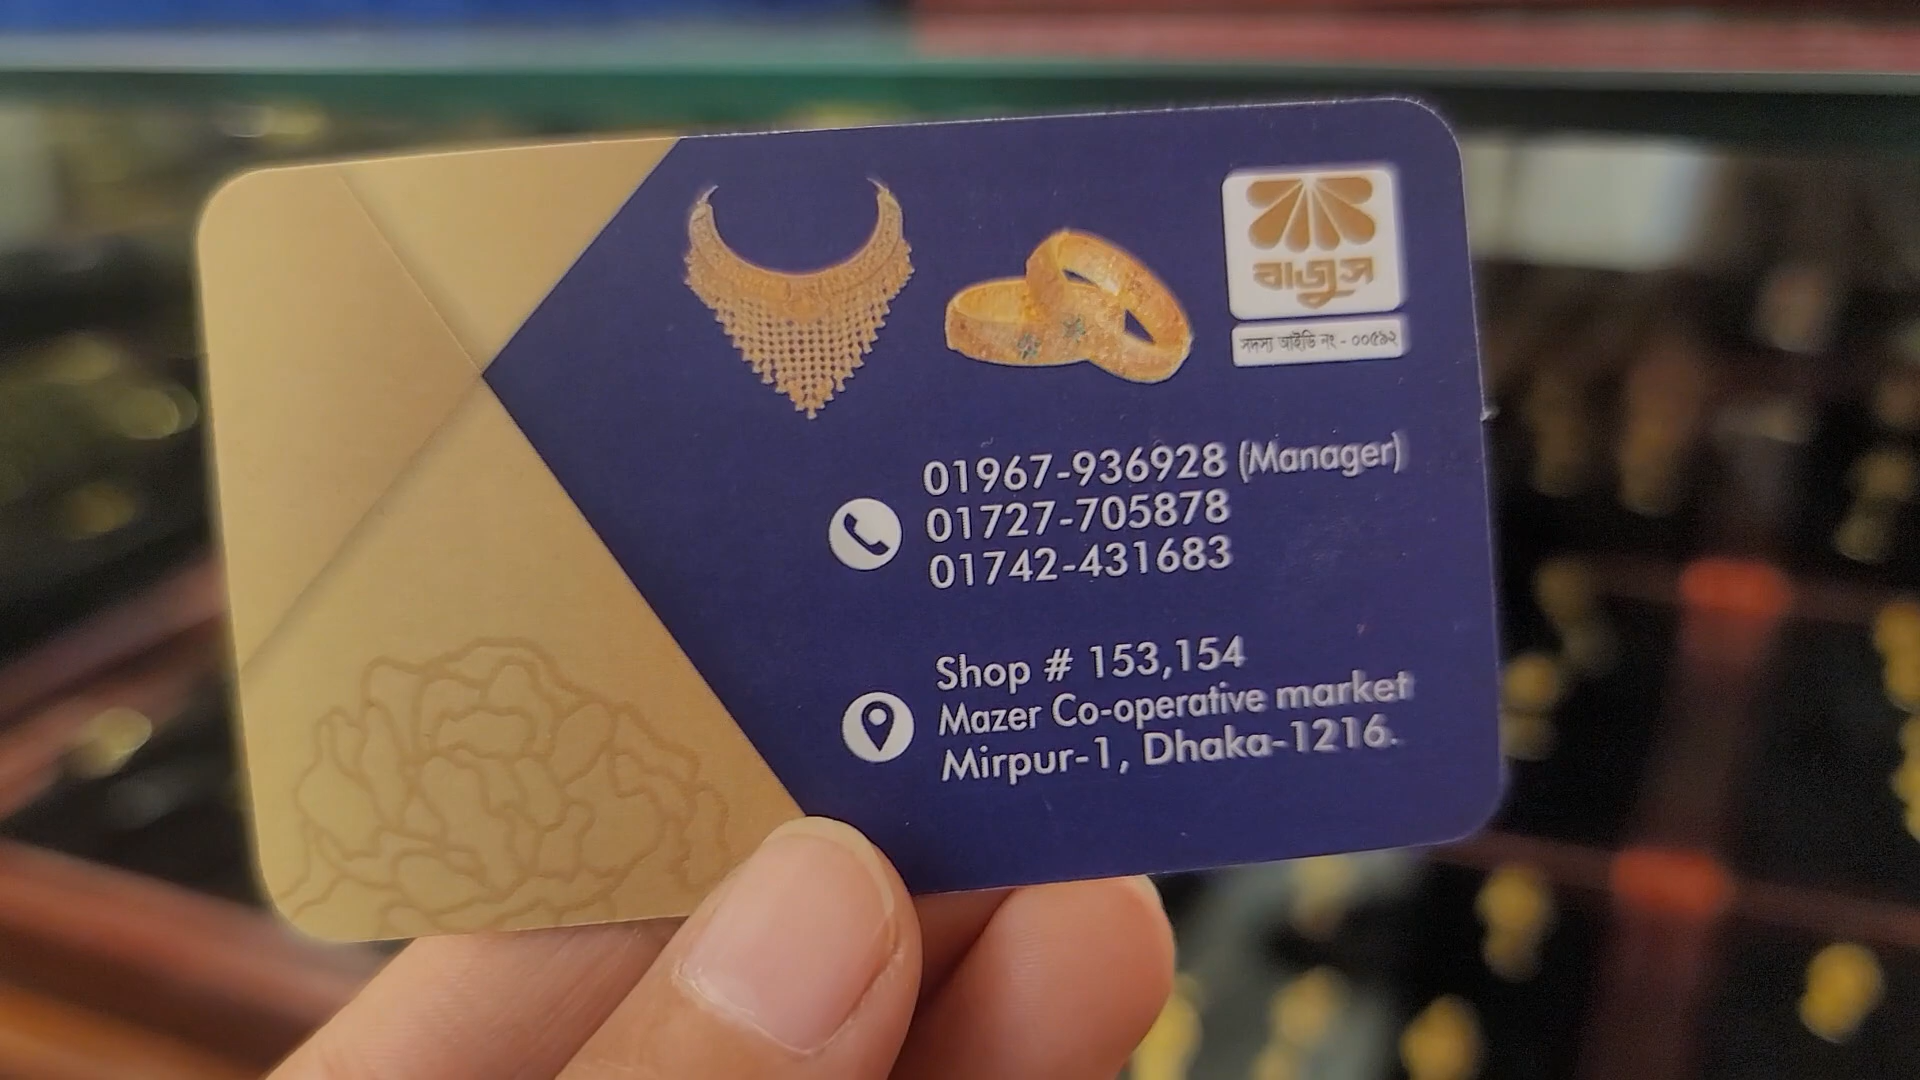 বাজুস
সদস্য আইডি নং - ০০৫৯২
01967-936928 (Manager)
01727-705878
01742-431683
Shop # 153,154
Mazer Co-operative market
Mirpur-1, Dhaka-1216.